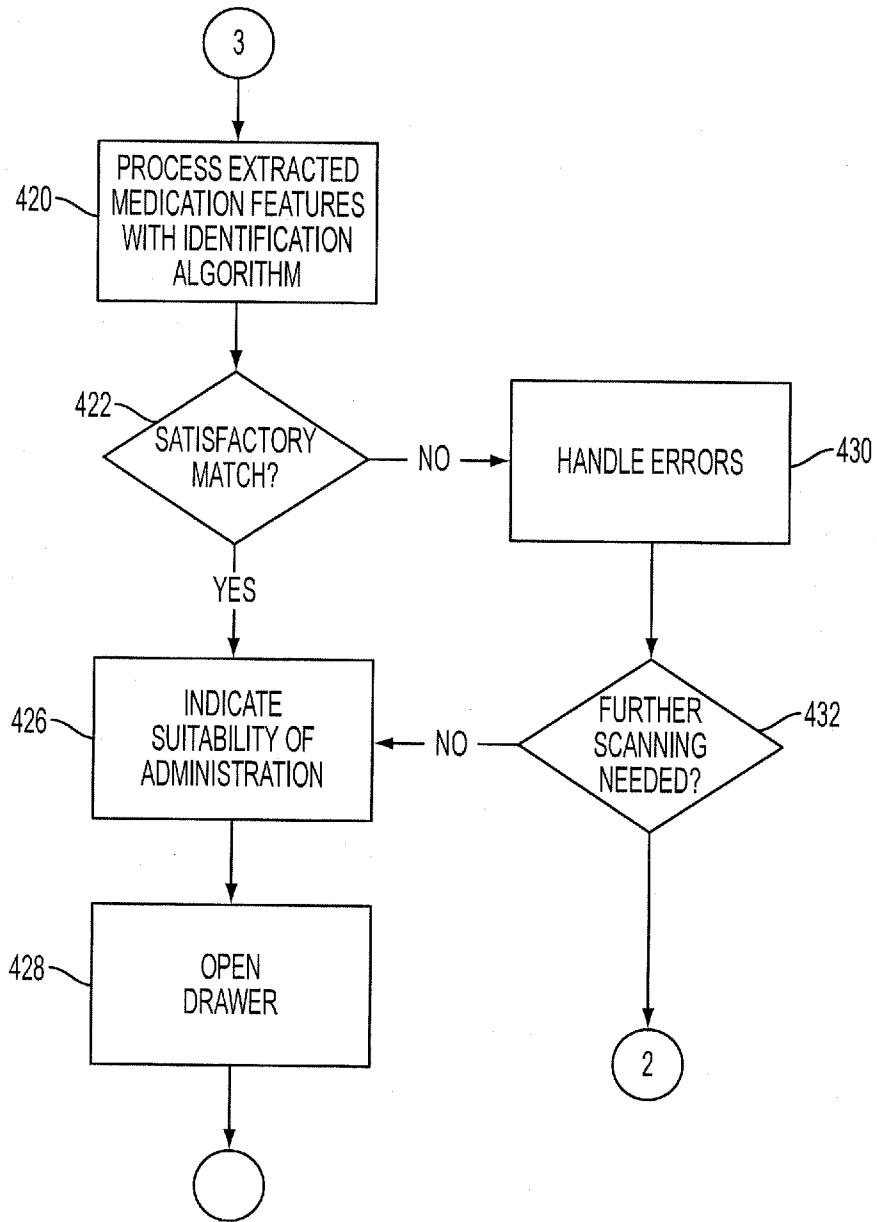 3
PROCESS EXTRACTED
MEDICATION FEATURES
WITH IDENTIFICATION
ALGORITHM
420
422
SATISFACTORY
MATCH?
NO
HANDLE ERRORS
430
YES
426
INDICATE
SUITABILITY OF
ADMINISTRATION
NO
FURTHER
SCANNING
NEEDED?
432
428
OPEN
DRAWER
2